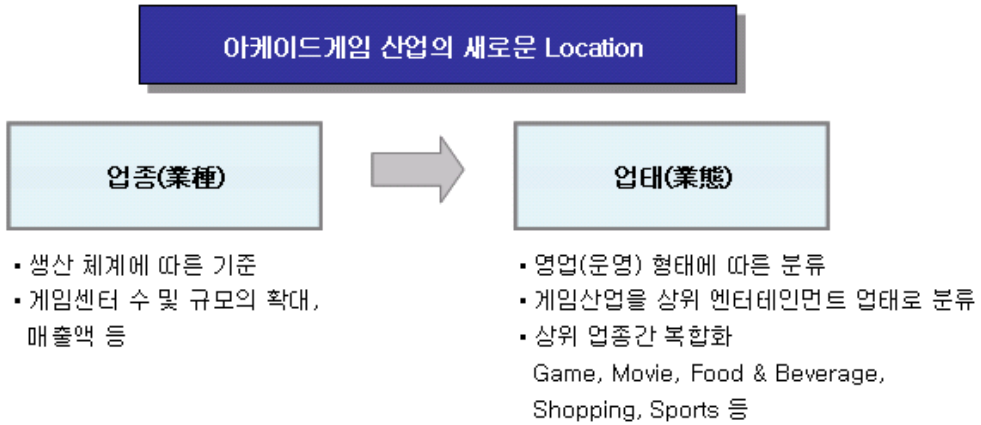 아케이드게임 산업의 새로운 Location
업종(業種)
▪ 생산 체계에 따른 기준
▪ 게임센터 수 및 규모의 확대,
매출액 등
업태(業態)
▪ 영업(운영) 형태에 따른 분류
▪ 게임산업을 상위 엔터테인먼트 업태로 분류
▪ 상위 업종간 복합화
Game, Movie, Food & Beverage,
Shopping, Sports 등